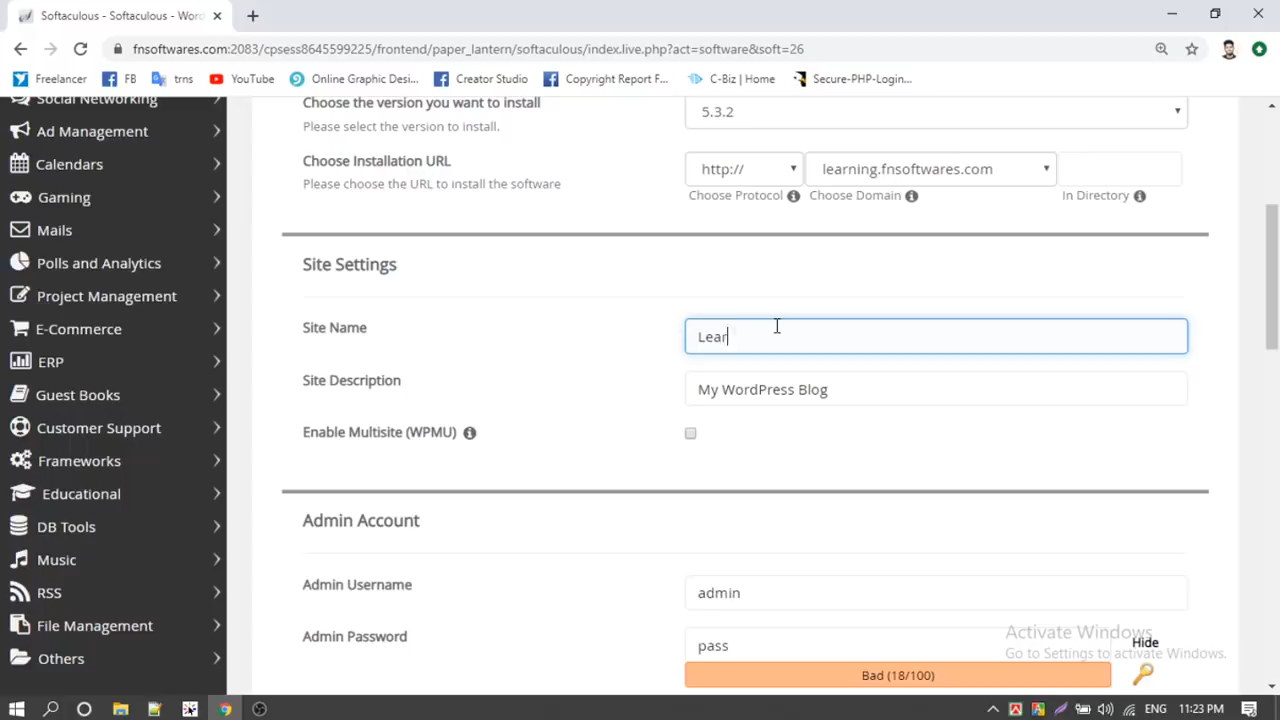 Softaculous - Softaculous - Word
fnsoftwares.com:2083/cpsess8645599225/frontend/paper_lantern/softaculous/index.live.php?act=software&soft=26
Freelancer
FB
trns
YouTube
Online Graphic Desi...
Creator Studio
Copyright Report F...
C-Biz | Home
Secure-PHP-Login...
Social Networking
Ad Management
Calendars
Gaming
Mails
Polls and Analytics
Project Management
E-Commerce
ERP
Guest Books
Customer Support
Frameworks
Educational
DB Tools
Music
RSS
File Management
Others
Choose the version you want to install
Please select the version to install.
5.3.2
Choose Installation URL
Please choose the URL to install the software
http://
learning.fnsoftwares.com
Choose Protocol
Choose Domain
In Directory
Site Settings
Site Name
Lear
Site Description
My WordPress Blog
Enable Multisite (WPMU)
Admin Account
Admin Username
admin
Admin Password
pass
Hide
Bad (18/100)
Activate Windows
Go to Settings to activate Windows.
ENG
11:23 PM